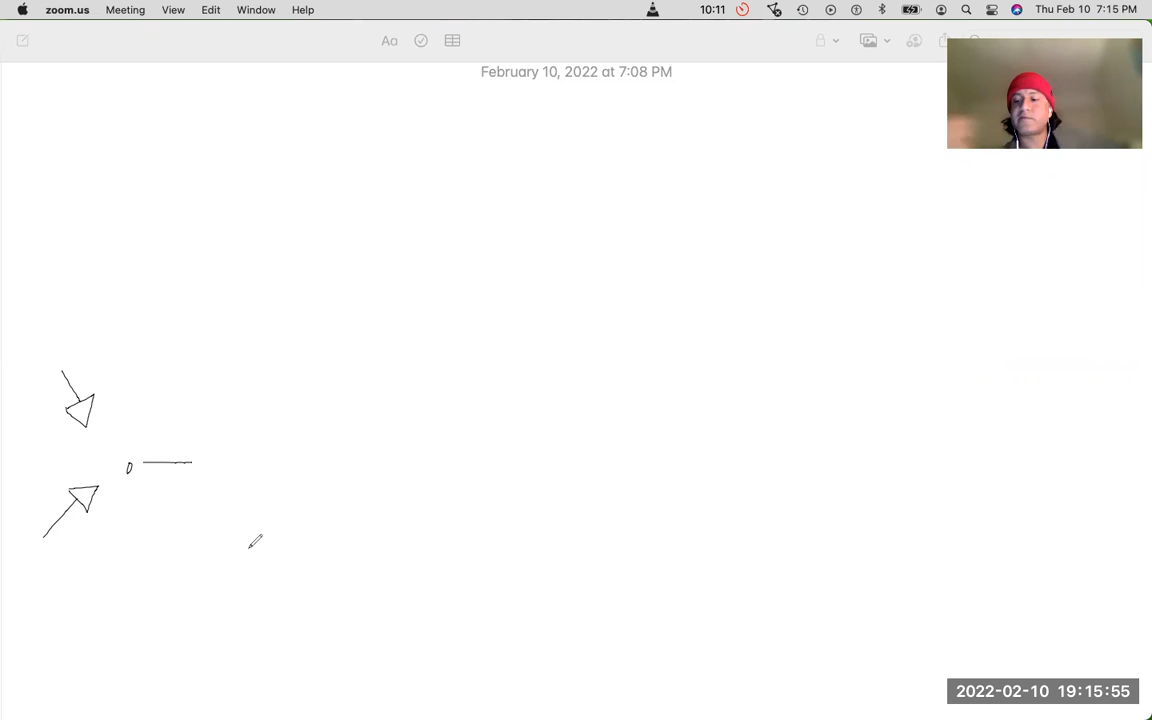 zoom.us Meeting View Edit Window Help 10:11 Thu Feb 10 7:15 PM
Aa
February 10, 2022 at 7:08 PM
0
2022-02-10 19:15:55